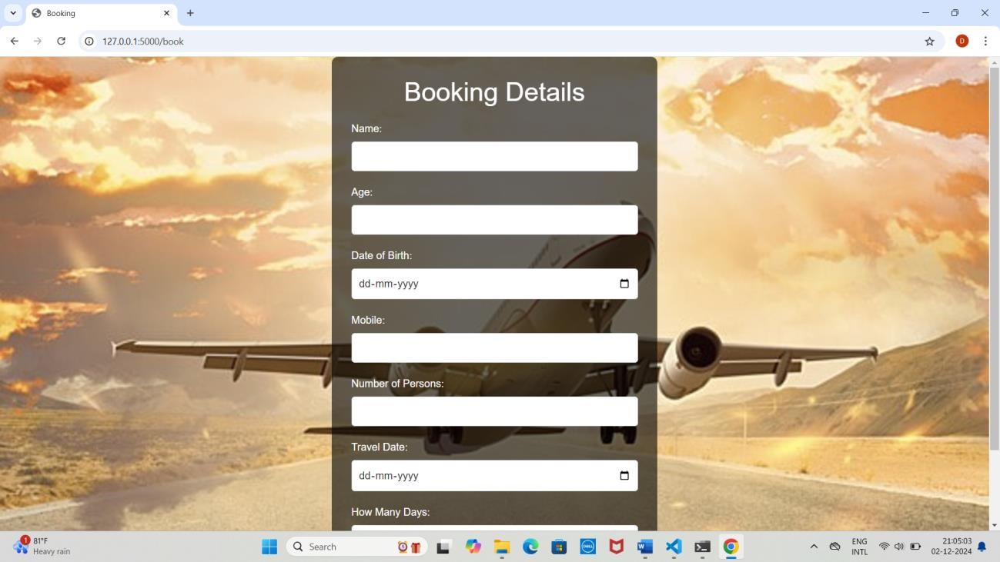 Booking
127.0.0.1:5000/book
D
Booking Details
Name:
Age:
Date of Birth:
dd-mm-yyyy
Mobile:
Number of Persons:
Travel Date:
dd-mm-yyyy
How Many Days:
1
81°F
Heavy rain
Search
DELL
W
ENG
INTL
21:05:03
02-12-2024